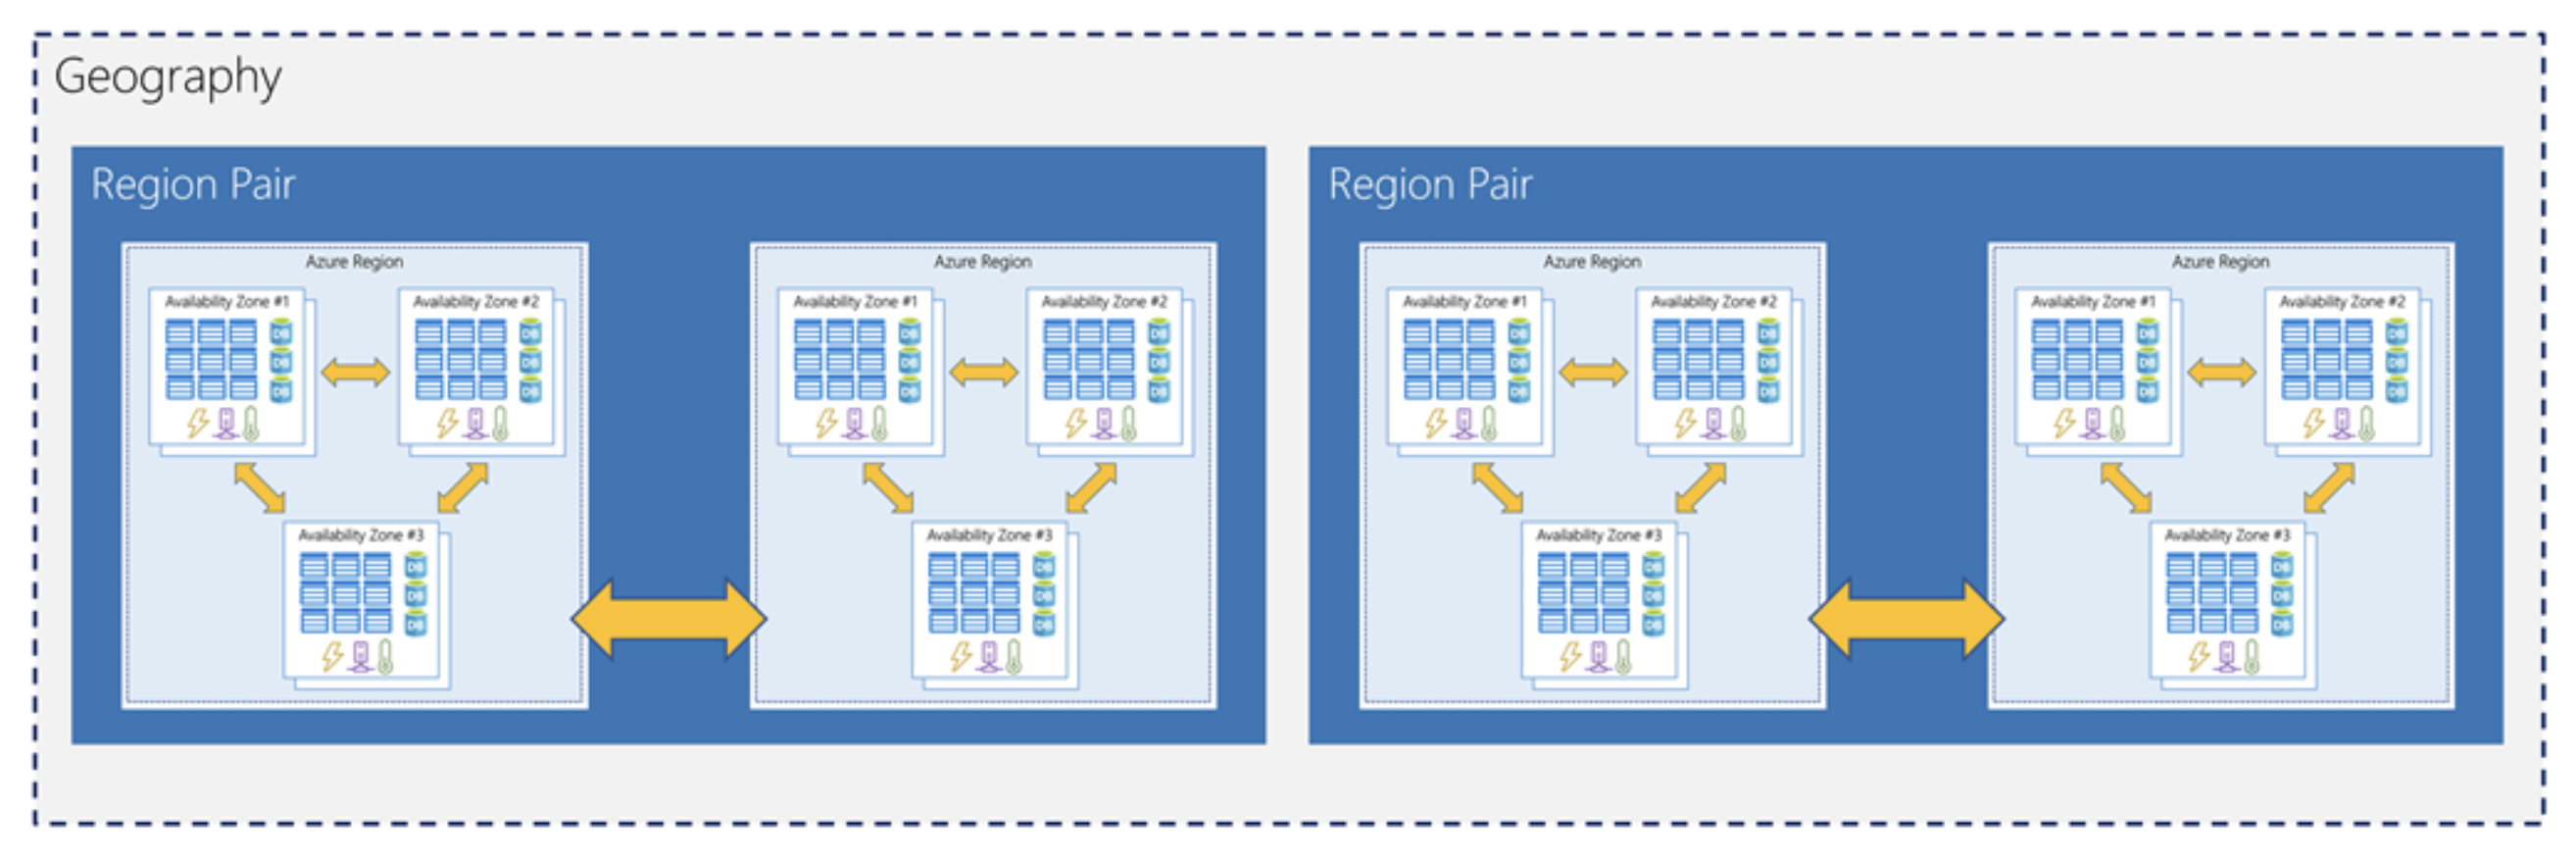 Geography
Region Pair
Azure Region
Availability Zone #1
DB
DB
DB
Availability Zone #2
DB
DB
DB
Availability Zone #3
DB
DB
DB
Azure Region
Availability Zone #1
DB
DB
DB
Availability Zone #2
DB
DB
DB
Availability Zone #3
DB
DB
DB
Region Pair
Azure Region
Availability Zone #1
DB
DB
DB
Availability Zone #2
DB
DB
DB
Availability Zone #3
DB
DB
DB
Azure Region
Availability Zone #1
DB
DB
DB
Availability Zone #2
DB
DB
DB
Availability Zone #3
DB
DB
DB